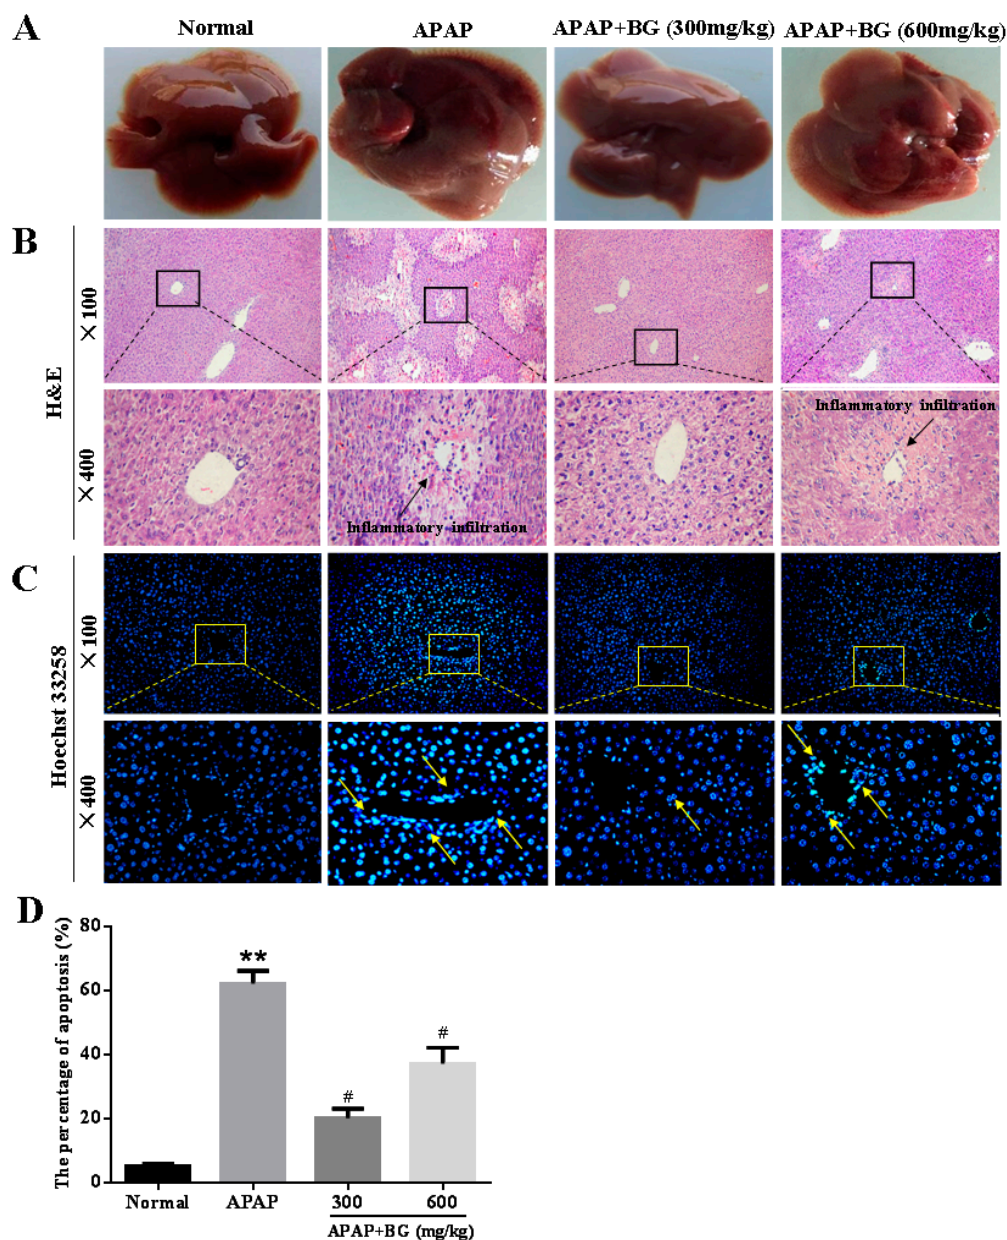 A
Normal
APAP
APAP+BG (300mg/kg)
APAP+BG (600mg/kg)
B
H&E
×100
×400
Inflammatory infiltration
Inflammatory infiltration
C
Hoechst 33258
×100
×400
D
The percentage of apoptosis (%)
80
60
40
20
0
**
#
#
Normal
APAP
300
600
APAP+BG (mg/kg)